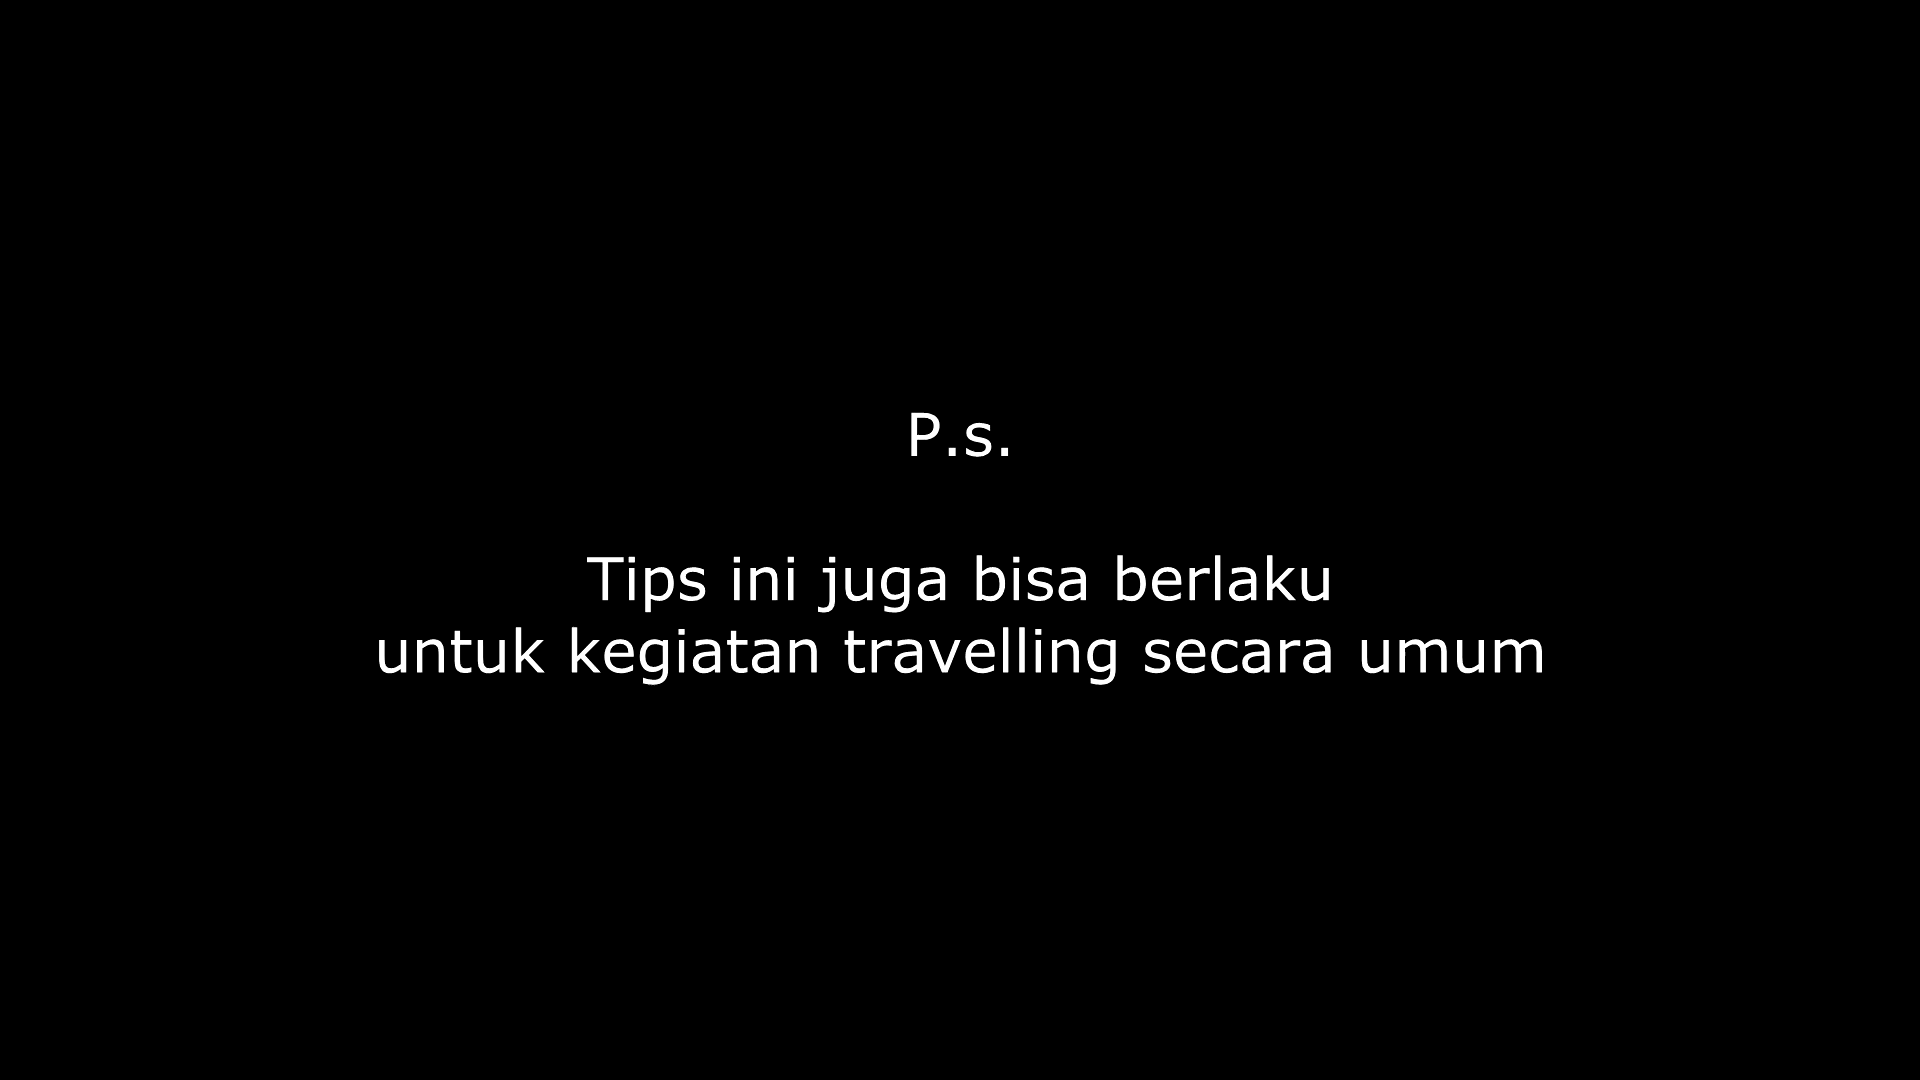 P.s.
Tips ini juga bisa berlaku
untuk kegiatan travelling secara umum